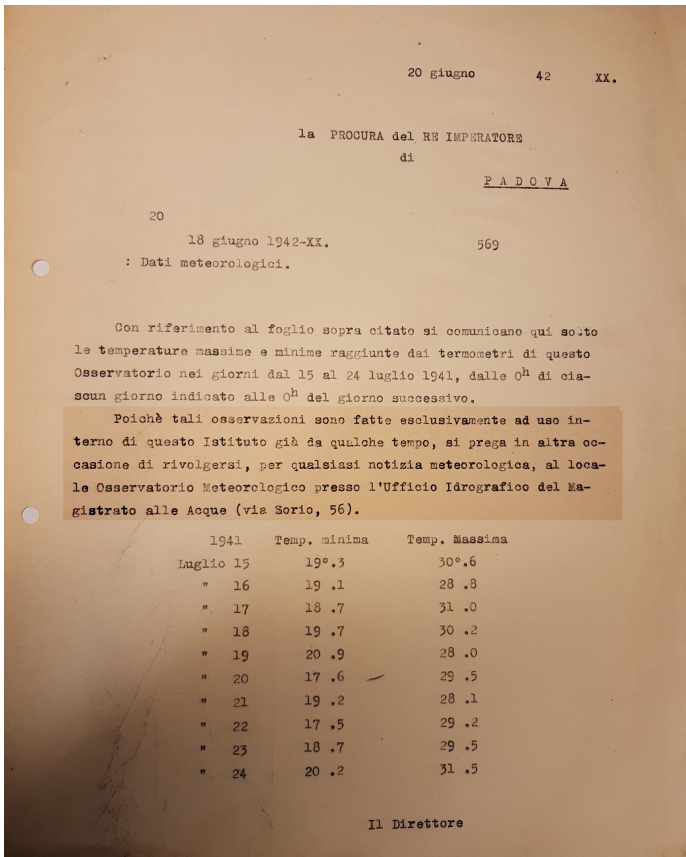 20 giugno 42 XX.
la PROCURA del RE IMPERATORE
di
P A D O V A
20
18 giugno 1942-XX. 569
: Dati meteorologici.
Con riferimento al foglio sopra citato si comunicano qui sotto
le temperature massime e minime raggiunte dai termometri di questo
Osservatorio nei giorni dal 15 al 24 luglio 1941, dalle 0h di cia-
scun giorno indicato alle 0h del giorno successivo.
Poichè tali osservazioni sono fatte esclusivamente ad uso in-
terno di questo Istituto già da qualche tempo, si prega in altra oc-
casione di rivolgersi, per qualsiasi notizia meteorologica, al loca-
le Osservatorio Meteorologico presso l'Ufficio Idrografico del Ma-
gistrato alle Acque (via Sorio, 56).
1941 Temp. minima Temp. Massima
Luglio 15 19°.3 30°.6
" 16 19 .1 28 .8
" 17 18 .7 31 .0
" 18 19 .7 30 .2
" 19 20 .9 28 .0
" 20 17 .6 29 .5
" 21 19 .2 28 .1
" 22 17 .5 29 .2
" 23 18 .7 29 .5
" 24 20 .2 31 .5
Il Direttore